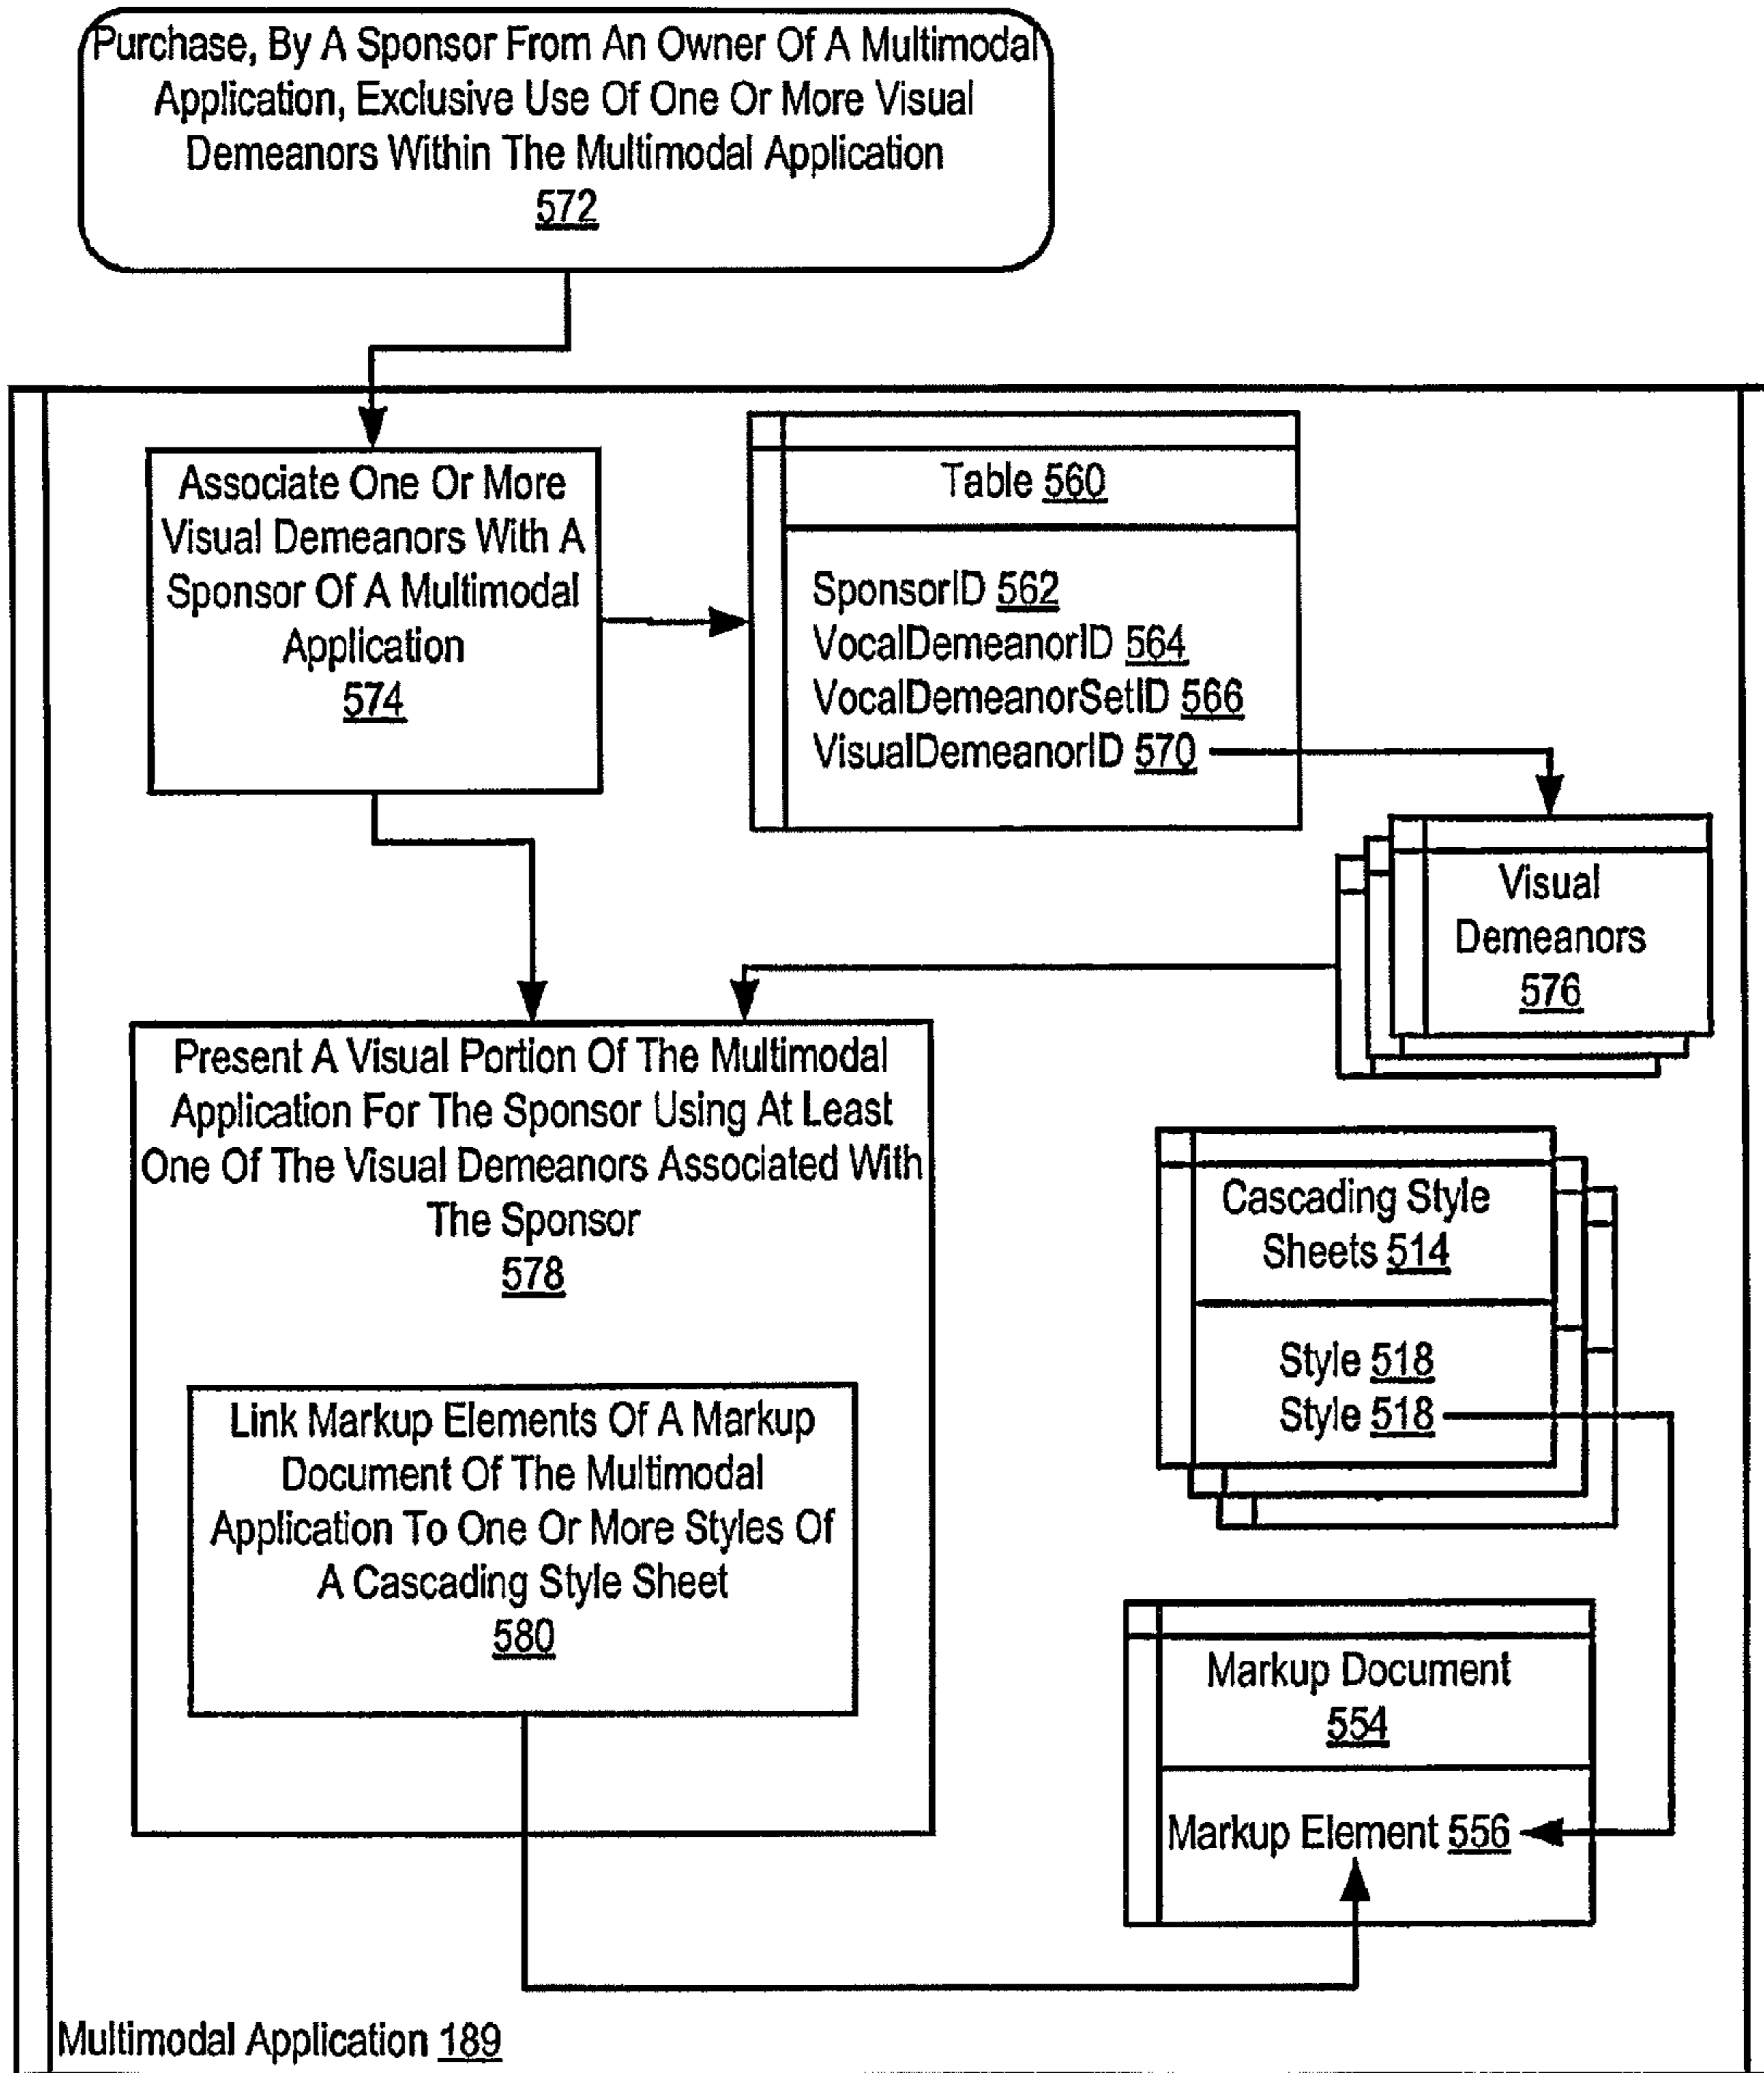 Purchase, By A Sponsor From An Owner Of A Multimodal
Application, Exclusive Use Of One Or More Visual
Demeanors Within The Multimodal Application
572
Associate One Or More
Visual Demeanors With A
Sponsor Of A Multimodal
Application
574
Table 560
SponsorID 562
VocalDemeanorID 564
VocalDemeanorSetID 566
VisualDemeanorID 570
Visual
Demeanors
576
Present A Visual Portion Of The Multimodal
Application For The Sponsor Using At Least
One Of The Visual Demeanors Associated With
The Sponsor
578
Link Markup Elements Of A Markup
Document Of The Multimodal
Application To One Or More Styles Of
A Cascading Style Sheet
580
Cascading Style
Sheets 514
Style 518
Style 518
Markup Document
554
Markup Element 556
Multimodal Application 189